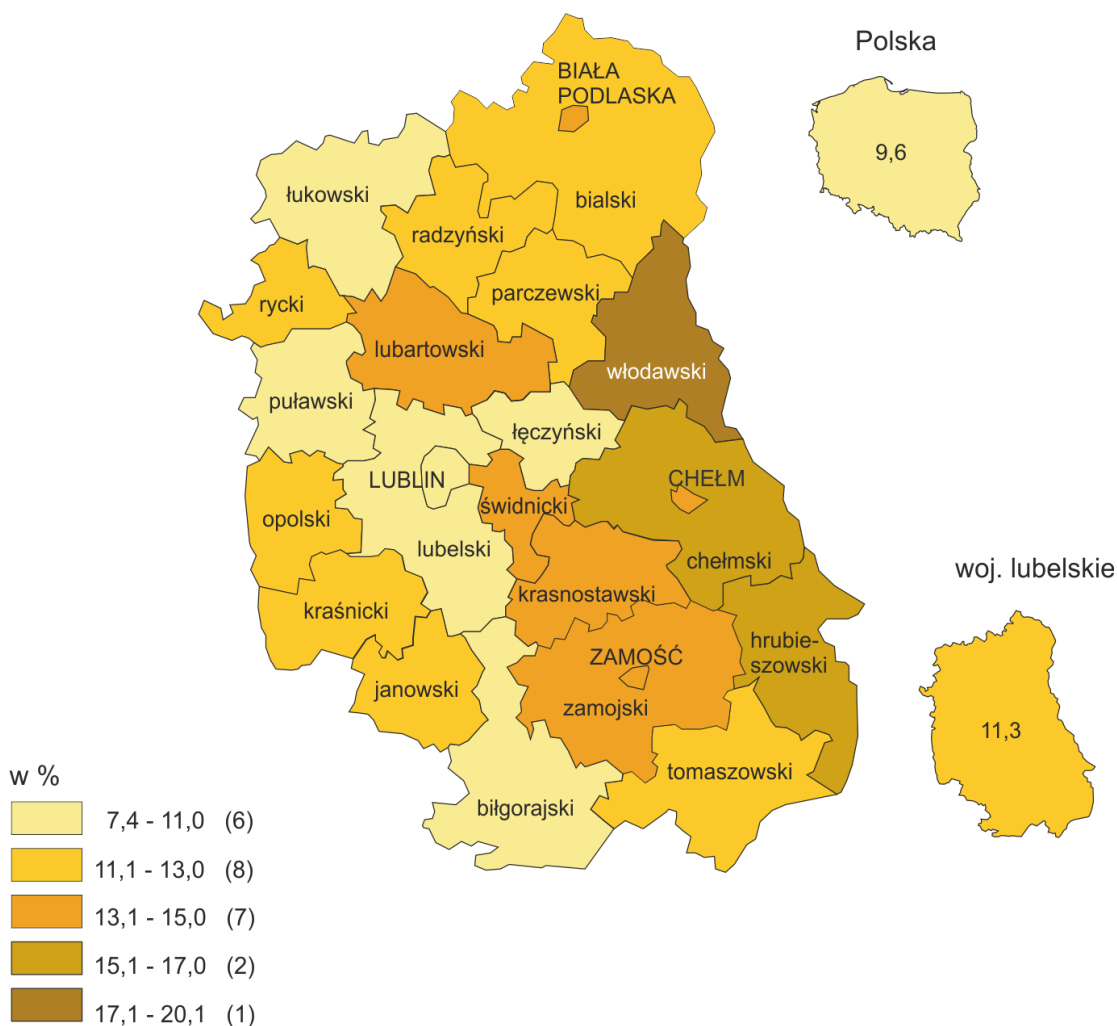 Polska
9,6
BIAŁA
PODLASKA
łukowski
bialski
radzyński
rycki
parczewski
lubartowski
włodawski
puławski
łęczyński
LUBLIN
CHEŁM
świdnicki
opolski
lubelski
chełmski
krasnostawski
kraśnicki
hrubie-
szowski
ZAMOŚĆ
janowski
zamojski
tomaszowski
biłgorajski
woj. lubelskie
11,3
w %
7,4 - 11,0 (6)
11,1 - 13,0 (8)
13,1 - 15,0 (7)
15,1 - 17,0 (2)
17,1 - 20,1 (1)